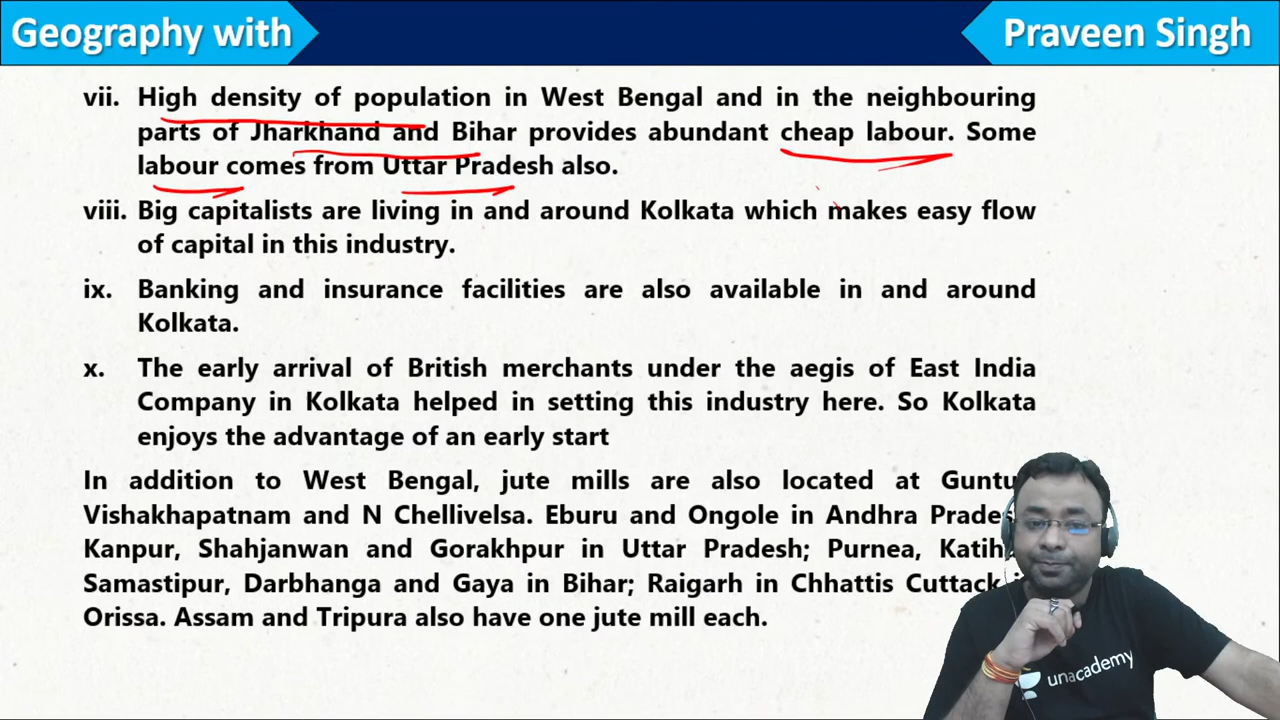 Geography with
Praveen Singh
vii. High density of population in West Bengal and in the neighbouring
parts of Jharkhand and Bihar provides abundant cheap labour. Some
labour comes from Uttar Pradesh also.
viii. Big capitalists are living in and around Kolkata which makes easy flow
of capital in this industry.
ix. Banking and insurance facilities are also available in and around
Kolkata.
x. The early arrival of British merchants under the aegis of East India
Company in Kolkata helped in setting this industry here. So Kolkata
enjoys the advantage of an early start
In addition to West Bengal, jute mills are also located at
Vishakhapatnam and N Chellivelsa. Eburu and Ongole in Andhra
Kanpur, Shahjanwan and Gorakhpur in Uttar Pradesh; Purnea,
Samastipur, Darbhanga and Gaya in Bihar; Raigarh in Chhattis Cuttack
Orissa. Assam and Tripura also have one jute mill each.
unacademy